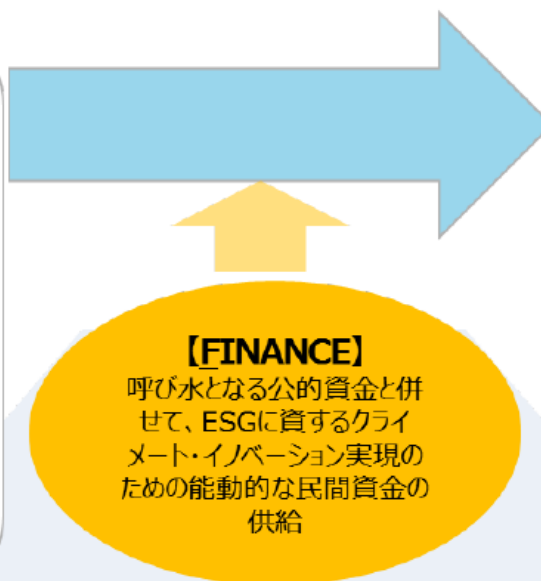 【FINANCE】
呼び水となる公的資金と併
せて、ESGに資するクライ
メート・イノベーション実現の
ための能動的な民間資金の
供給